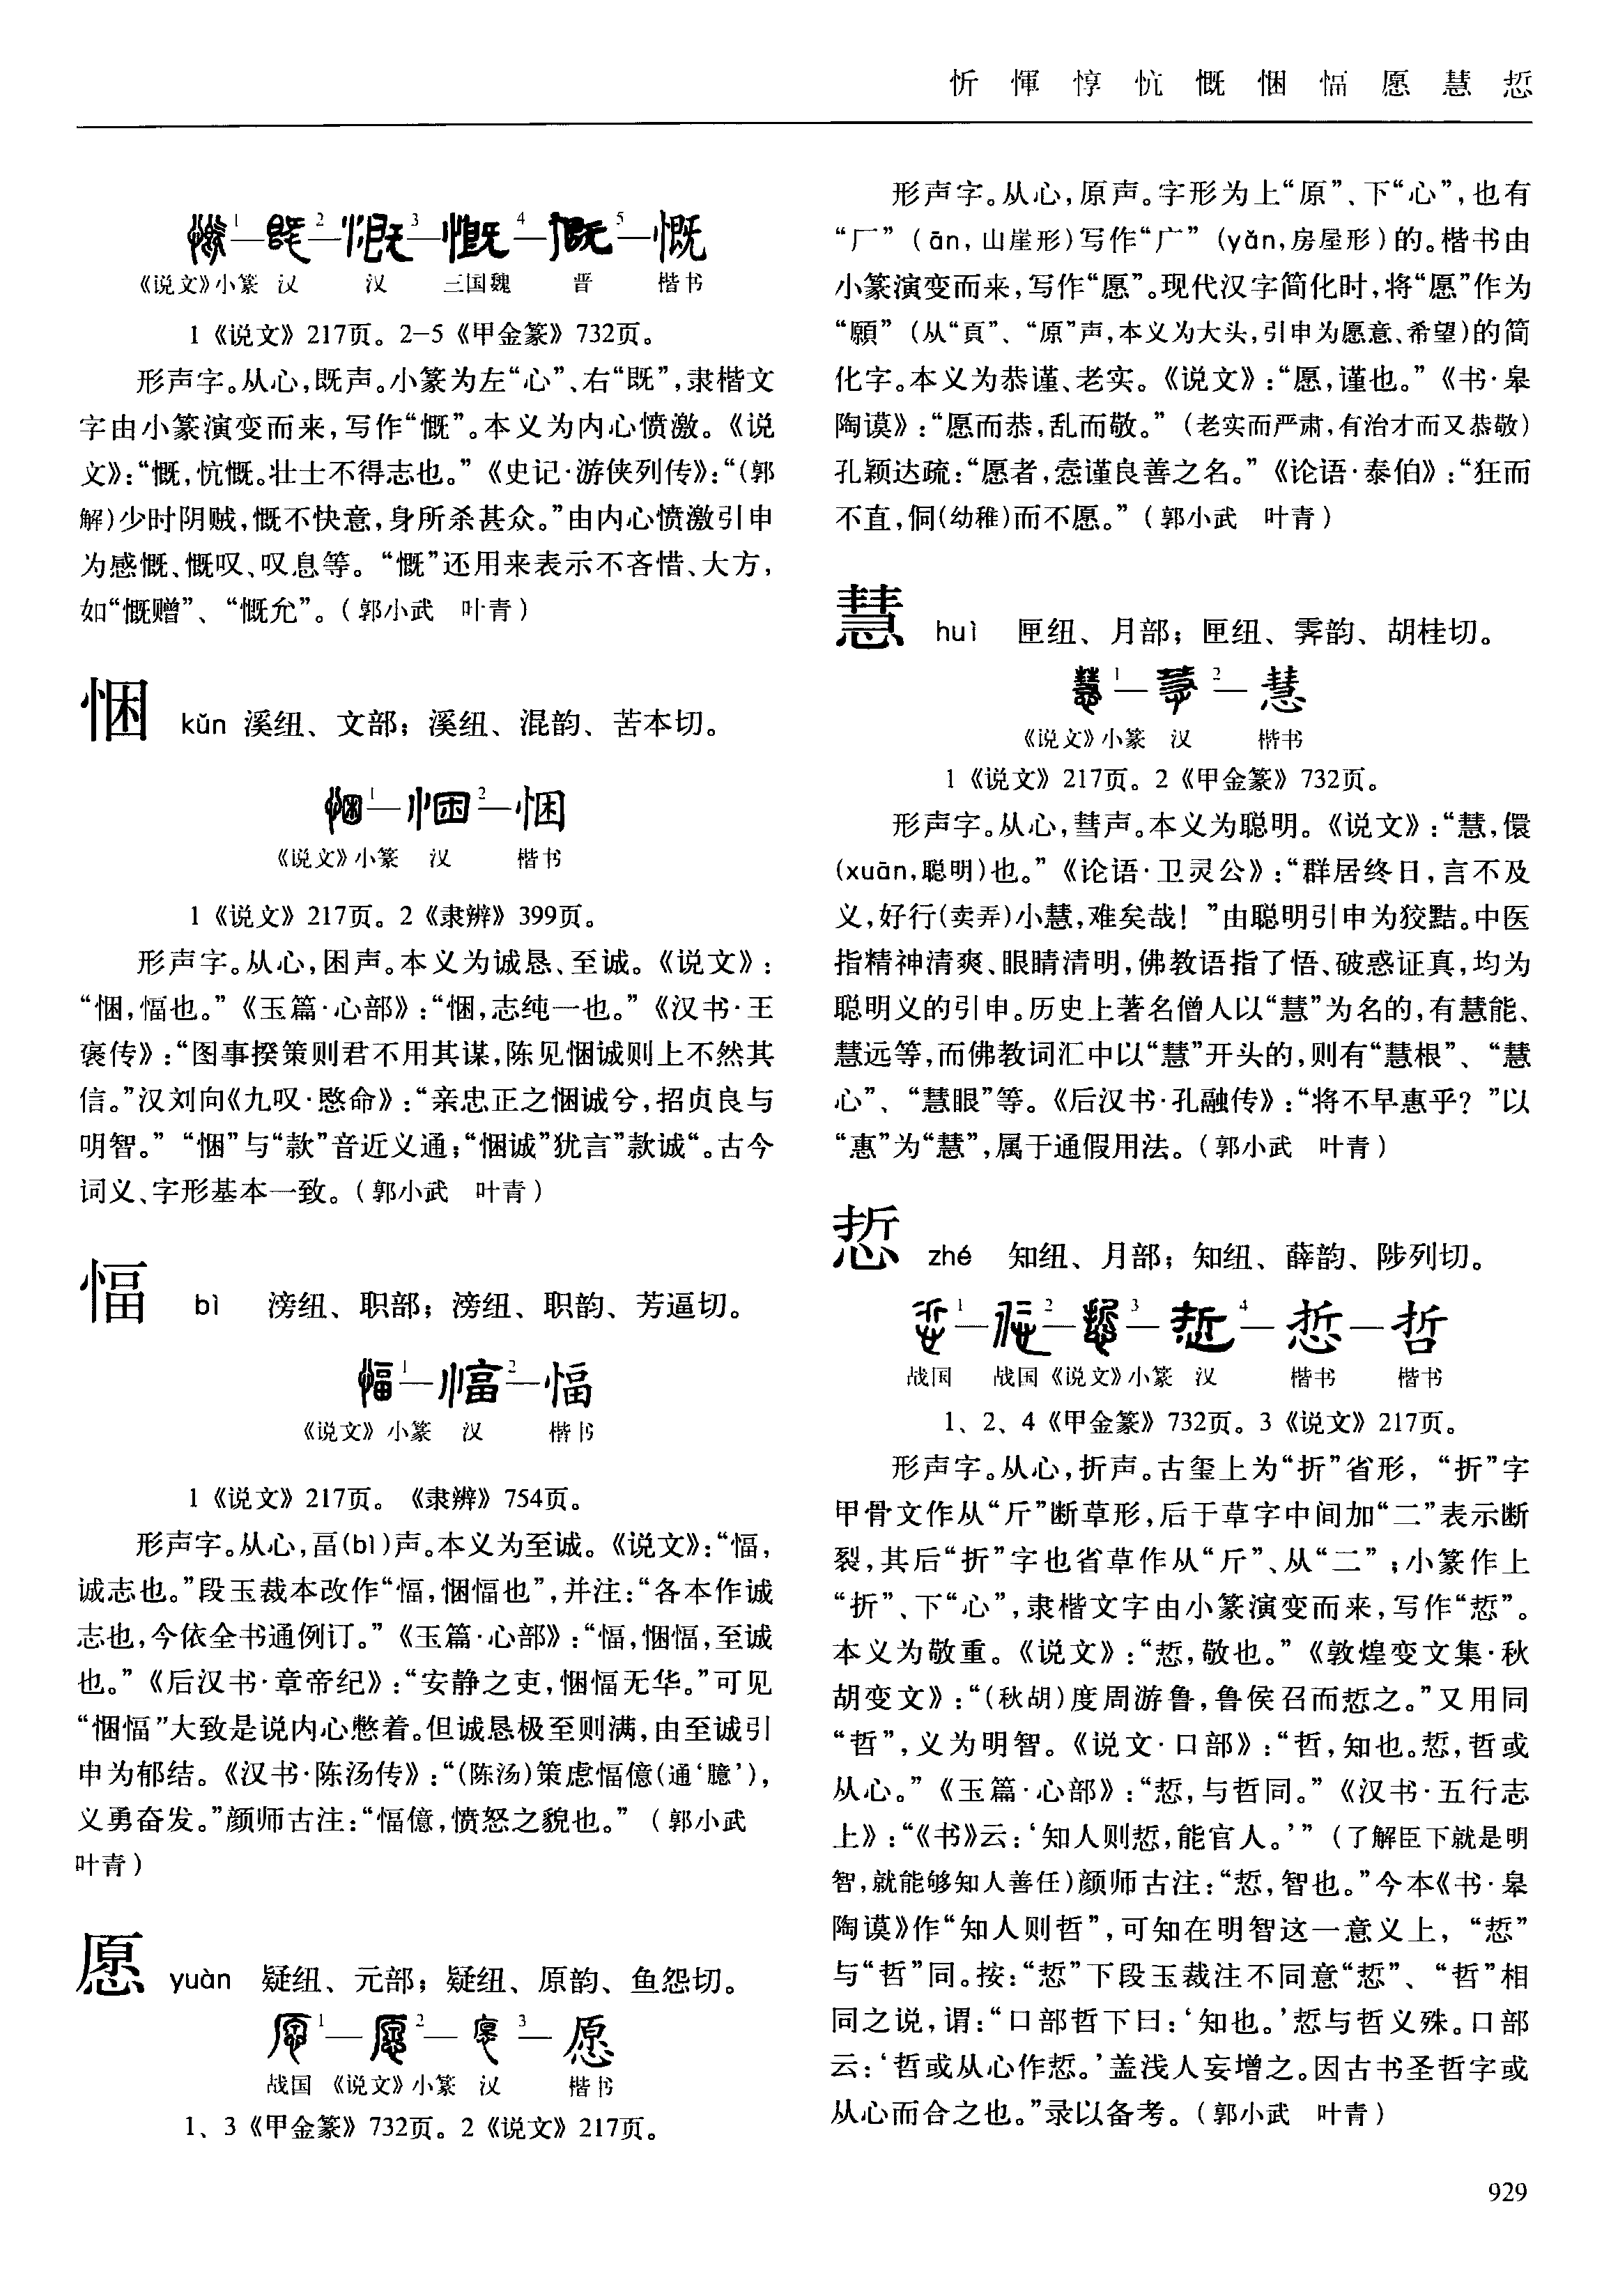 忻 惲 惇 忼 慨 悃 愊 愿 慧 悊
慨1—慨2—慨3—慨4—慨5—慨
《说文》小篆 汉 汉 三国魏 晋 楷书
1《说文》217页。2-5《甲金篆》732页。
形声字。从心,既声。小篆为左“心”、右“既”,隶楷文
字由小篆演变而来,写作“慨”。本义为内心愤激。《说
文》:“慨,忼慨。壮士不得志也。”《史记·游侠列传》:“(郭
解)少时阴贼,慨不快意,身所杀甚众。”由内心愤激引申
为感慨、慨叹、叹息等。“慨”还用来表示不吝惜、大方,
如“慨赠”、“慨允”。(郭小武 叶青)
悃 kǔn 溪纽、文部;溪纽、混韵、苦本切。
悃1—悃2—悃
《说文》小篆 汉 楷书
1《说文》217页。2《隶辨》399页。
形声字。从心,困声。本义为诚恳、至诚。《说文》:
“悃,愊也。”《玉篇·心部》:“悃,志纯一也。”《汉书·王
褒传》:“图事揆策则君不用其谋,陈见悃诚则上不然其
信。”汉刘向《九叹·愍命》:“亲忠正之悃诚兮,招贞良与
明智。”“悃”与“款”音近义通;“悃诚”犹言”款诚“。古今
词义、字形基本一致。(郭小武 叶青)
愊 bì 滂纽、职部;滂纽、职韵、芳逼切。
愊1—愊2—愊
《说文》小篆 汉 楷书
1《说文》217页。《隶辨》754页。
形声字。从心,畐(bì)声。本义为至诚。《说文》:“愊,
诚志也。”段玉裁本改作“愊,悃愊也”,并注:“各本作诚
志也,今依全书通例订。”《玉篇·心部》:“愊,悃愊,至诚
也。”《后汉书·章帝纪》:“安静之吏,悃愊无华。”可见
“悃愊”大致是说内心憋着。但诚恳极至则满,由至诚引
申为郁结。《汉书·陈汤传》:“(陈汤)策虑愊億(通‘臆’),
义勇奋发。”颜师古注:“愊億,愤怒之貌也。”(郭小武
叶青)
愿 yuàn 疑纽、元部;疑纽、原韵、鱼怨切。
愿1—愿2—愿3—愿
战国 《说文》小篆 汉 楷书
1、3《甲金篆》732页。2《说文》217页。
形声字。从心,原声。字形为上“原”、下“心”,也有
“厂”(ān,山崖形)写作“广”(yǎn,房屋形)的。楷书由
小篆演变而来,写作“愿”。现代汉字简化时,将“愿”作为
“願”(从“頁”、“原”声,本义为大头,引申为愿意、希望)的简
化字。本义为恭谨、老实。《说文》:“愿,谨也。”《书·皋
陶谟》:“愿而恭,乱而敬。”(老实而严肃,有治才而又恭敬)
孔颖达疏:“愿者,悫谨良善之名。”《论语·泰伯》:“狂而
不直,侗(幼稚)而不愿。”(郭小武 叶青)
慧 huì 匣纽、月部;匣纽、霁韵、胡桂切。
慧1—慧2—慧
《说文》小篆 汉 楷书
1《说文》217页。2《甲金篆》732页。
形声字。从心,彗声。本义为聪明。《说文》:“慧,儇
(xuān,聪明)也。”《论语·卫灵公》:“群居终日,言不及
义,好行(卖弄)小慧,难矣哉!”由聪明引申为狡黠。中医
指精神清爽、眼睛清明,佛教语指了悟、破惑证真,均为
聪明义的引申。历史上著名僧人以“慧”为名的,有慧能、
慧远等,而佛教词汇中以“慧”开头的,则有“慧根”、“慧
心”、“慧眼”等。《后汉书·孔融传》:“将不早惠乎?”以
“惠”为“慧”,属于通假用法。(郭小武 叶青)
悊 zhé 知纽、月部;知纽、薛韵、陟列切。
悊1—悊2—悊3—悊4—悊—哲
战国 战国《说文》小篆 汉 楷书 楷书
1、2、4《甲金篆》732页。3《说文》217页。
形声字。从心,折声。古玺上为“折”省形,“折”字
甲骨文作从“斤”断草形,后于草字中间加“二”表示断
裂,其后“折”字也省草作从“斤”、从“二”;小篆作上
“折”、下“心”,隶楷文字由小篆演变而来,写作“悊”。
本义为敬重。《说文》:“悊,敬也。”《敦煌变文集·秋
胡变文》:“(秋胡)度周游鲁,鲁侯召而悊之。”又用同
“哲”,义为明智。《说文·口部》:“哲,知也。悊,哲或
从心。”《玉篇·心部》:“悊,与哲同。”《汉书·五行志
上》:“《书》云:‘知人则悊,能官人。’”(了解臣下就是明
智,就能够知人善任)颜师古注:“悊,智也。”今本《书·皋
陶谟》作“知人则哲”,可知在明智这一意义上,“悊”
与“哲”同。按:“悊”下段玉裁注不同意“悊”、“哲”相
同之说,谓:“口部哲下曰:‘知也。’悊与哲义殊。口部
云:‘哲或从心作悊。’盖浅人妄增之。因古书圣哲字或
从心而合之也。”录以备考。(郭小武 叶青)
929